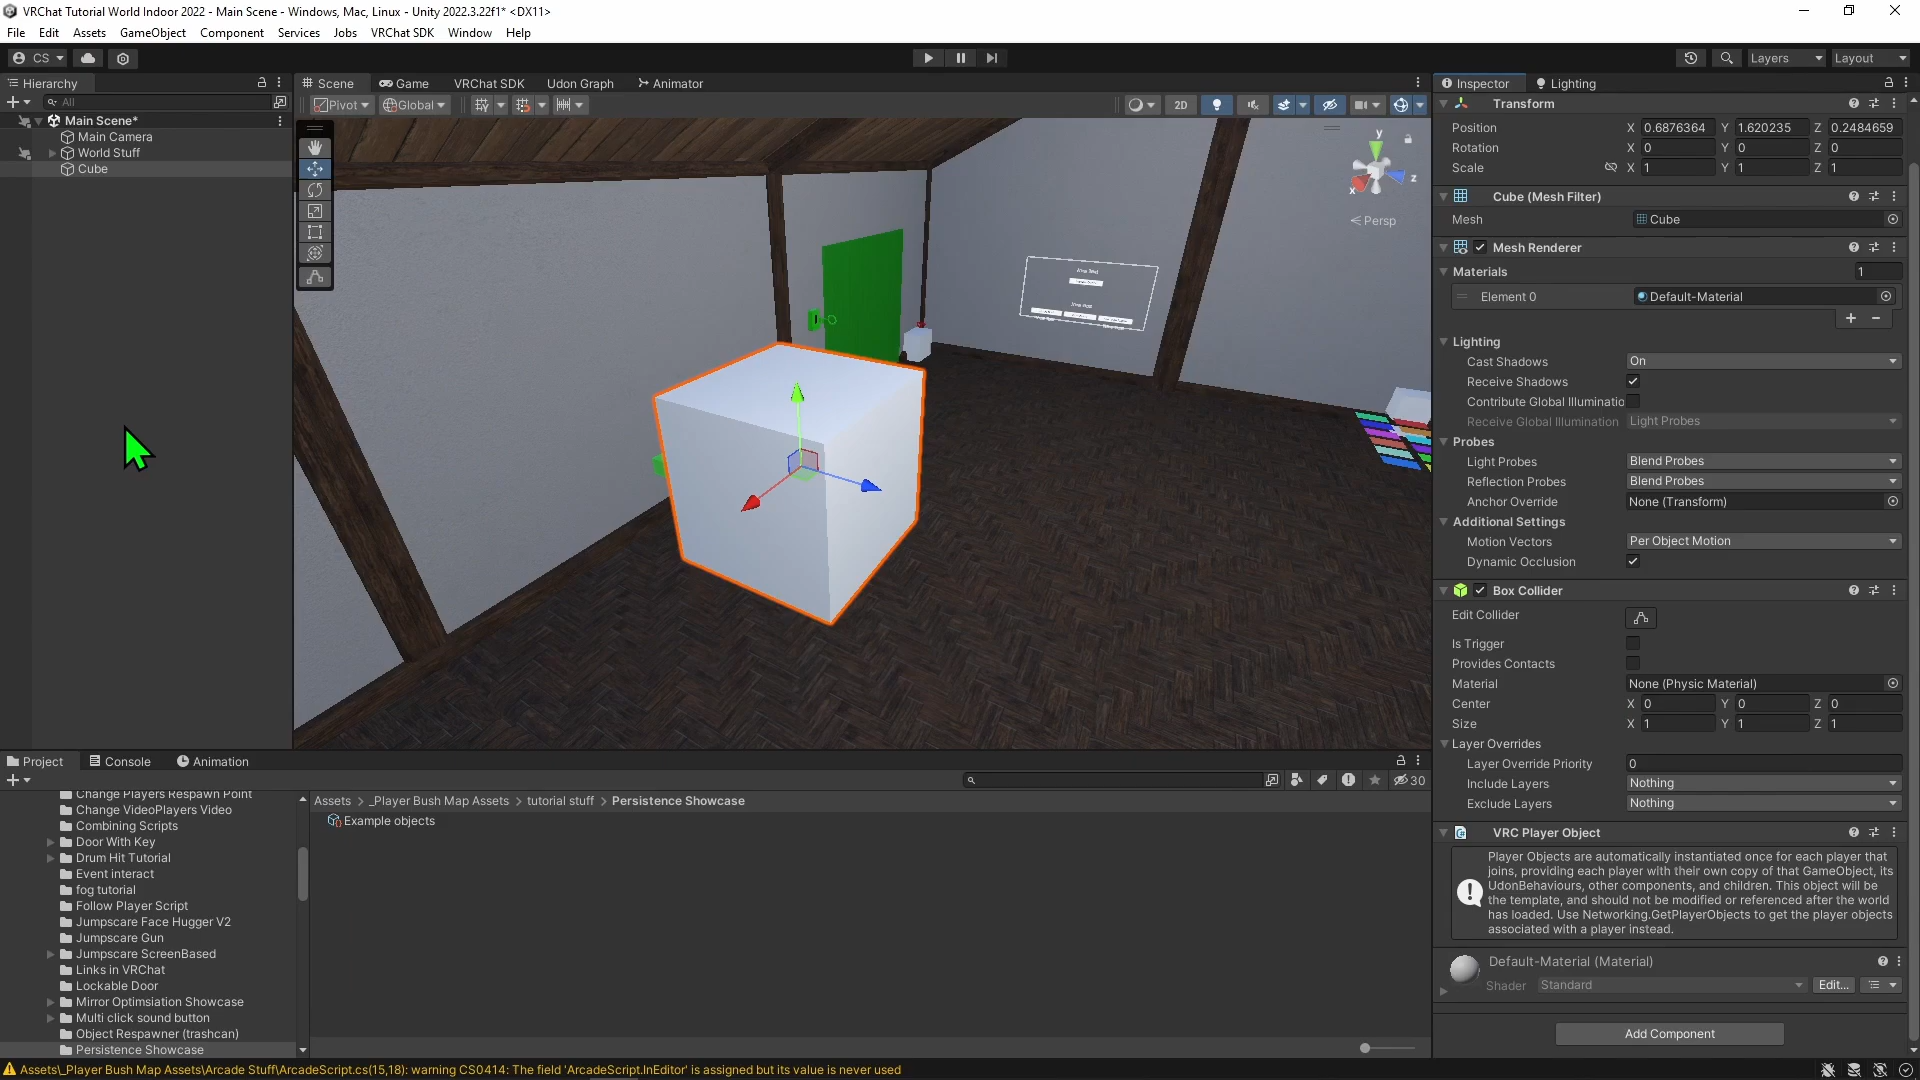 VRChat Tutorial World Indoor 2022 - Main Scene - Windows, Mac, Linux - Unity 2022.3.22f1* <DX11>
File Edit Assets GameObject Component Services Jobs VRChat SDK Window Help
CS Layers Layout
Hierarchy
All
Main Scene*
Main Camera
World Stuff
Cube
Scene Game VRChat SDK Udon Graph Animator
Pivot Global 2D
y
x
z
Persp
Inspector Lighting
Transform
Position X 0.6876364 Y 1.620235 Z 0.2484659
Rotation X 0 Y 0 Z 0
Scale X 1 Y 1 Z 1
Cube (Mesh Filter)
Mesh Cube
Mesh Renderer
Materials 1
Element 0 Default-Material
Lighting
Cast Shadows On
Receive Shadows
Contribute Global Illuminatio
Receive Global Illumination Light Probes
Probes
Light Probes Blend Probes
Reflection Probes Blend Probes
Anchor Override None (Transform)
Additional Settings
Motion Vectors Per Object Motion
Dynamic Occlusion
Box Collider
Edit Collider
Is Trigger
Provides Contacts
Material None (Physic Material)
Center X 0 Y 0 Z 0
Size X 1 Y 1 Z 1
Layer Overrides
Layer Override Priority 0
Include Layers Nothing
Exclude Layers Nothing
VRC Player Object
Player Objects are automatically instantiated once for each player that
joins, providing each player with their own copy of that GameObject, its
UdonBehaviours, other components, and children. This object will be
the template, and should not be modified or referenced after the world
has loaded. Use Networking.GetPlayerObjects to get the player objects
associated with a player instead.
Default-Material (Material)
Shader Standard Edit...
Add Component
Project Console Animation
30
Change Players Respawn Point
Change VideoPlayers Video
Combining Scripts
Door With Key
Drum Hit Tutorial
Event interact
fog tutorial
Follow Player Script
Jumpscare Face Hugger V2
Jumpscare Gun
Jumpscare ScreenBased
Links in VRChat
Lockable Door
Mirror Optimsiation Showcase
Multi click sound button
Object Respawner (trashcan)
Persistence Showcase
Assets > _Player Bush Map Assets > tutorial stuff > Persistence Showcase
Example objects
Assets\_Player Bush Map Assets\Arcade Stuff\ArcadeScript.cs(15,18): warning CS0414: The field 'ArcadeScript.InEditor' is assigned but its value is never used